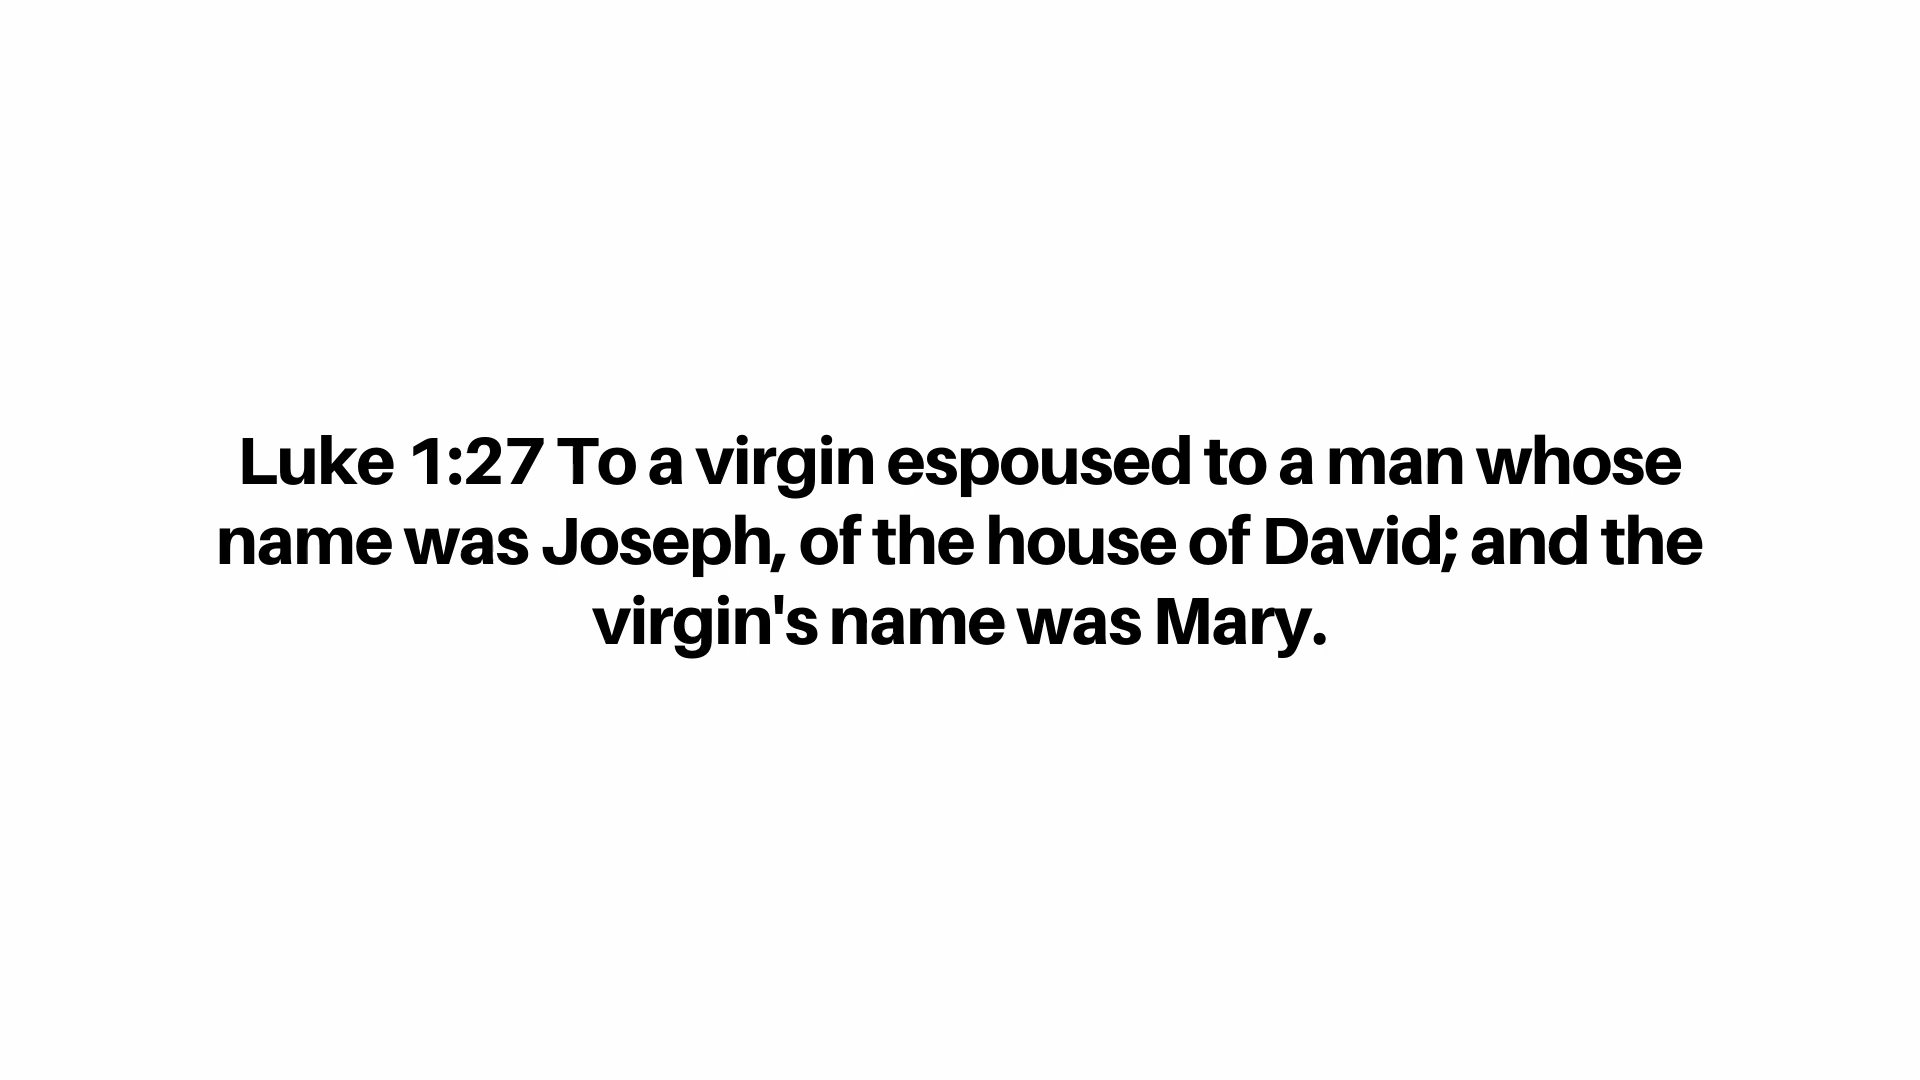 Luke 1:27 To a virgin espoused to a man whose
name was Joseph, of the house of David; and the
virgin's name was Mary.